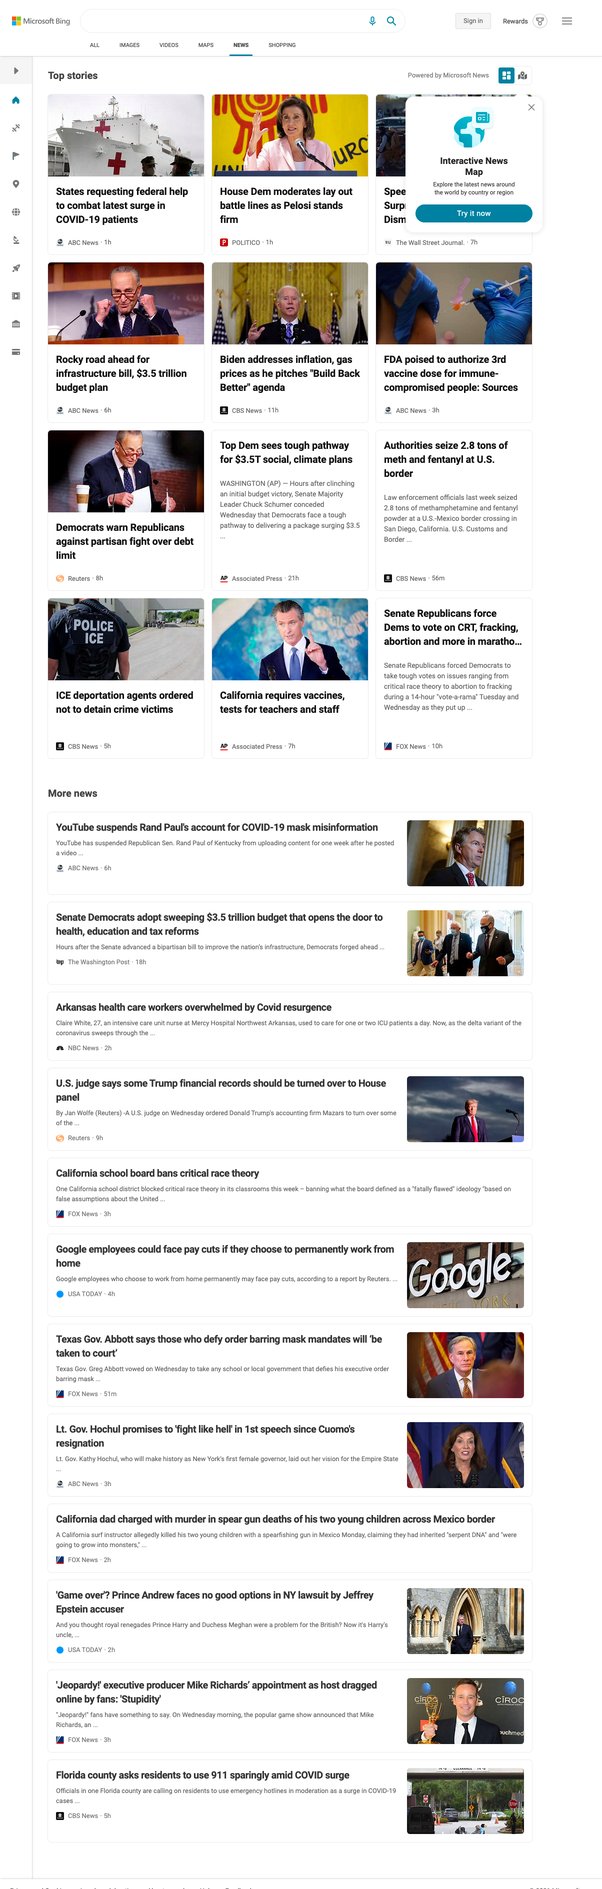 Microsoft Bing
Sign in
Rewards
ALL
IMAGES
VIDEOS
MAPS
NEWS
SHOPPING
Top stories
Powered by Microsoft News
States requesting federal help
to combat latest surge in
COVID-19 patients
ABC News · 1h
House Dem moderates lay out
battle lines as Pelosi stands
firm
POLITICO · 1h
Spee
Surp
Dism
The Wall Street Journal. · 7h
Interactive News
Map
Explore the latest news around
the world by country or region
Try it now
Rocky road ahead for
infrastructure bill, $3.5 trillion
budget plan
ABC News · 6h
Biden addresses inflation, gas
prices as he pitches "Build Back
Better" agenda
CBS News · 11h
FDA poised to authorize 3rd
vaccine dose for immune-
compromised people: Sources
ABC News · 3h
Democrats warn Republicans
against partisan fight over debt
limit
Reuters · 8h
Top Dem sees tough pathway
for $3.5T social, climate plans
WASHINGTON (AP) — Hours after clinching
an initial budget victory, Senate Majority
Leader Chuck Schumer conceded
Wednesday that Democrats face a tough
pathway to delivering a package surging $3.5
...
AP Associated Press · 21h
Authorities seize 2.8 tons of
meth and fentanyl at U.S.
border
Law enforcement officials last week seized
2.8 tons of methamphetamine and fentanyl
powder at a U.S.-Mexico border crossing in
San Diego, California. U.S. Customs and
Border ...
CBS News · 56m
POLICE
ICE
ICE deportation agents ordered
not to detain crime victims
CBS News · 5h
California requires vaccines,
tests for teachers and staff
AP Associated Press · 7h
Senate Republicans force
Dems to vote on CRT, fracking,
abortion and more in maratho...
Senate Republicans forced Democrats to
take tough votes on issues ranging from
critical race theory to abortion to fracking
during a 14-hour "vote-a-rama" Tuesday and
Wednesday as they put up ...
FOX News · 10h
More news
YouTube suspends Rand Paul's account for COVID-19 mask misinformation
YouTube has suspended Republican Sen. Rand Paul of Kentucky from uploading content for one week after he posted
a video ...
ABC News · 6h
Senate Democrats adopt sweeping $3.5 trillion budget that opens the door to
health, education and tax reforms
Hours after the Senate advanced a bipartisan bill to improve the nation's infrastructure, Democrats forged ahead ...
wp The Washington Post · 18h
Arkansas health care workers overwhelmed by Covid resurgence
Claire White, 27, an intensive care unit nurse at Mercy Hospital Northwest Arkansas, used to care for one or two ICU patients a day. Now, as the delta variant of the
coronavirus sweeps through the ...
NBC News · 2h
U.S. judge says some Trump financial records should be turned over to House
panel
By Jan Wolfe (Reuters) -A U.S. judge on Wednesday ordered Donald Trump's accounting firm Mazars to turn over some
of the ...
Reuters · 9h
California school board bans critical race theory
One California school district blocked critical race theory in its classrooms this week – banning what the board defined as a "fatally flawed" ideology "based on
false assumptions about the United ...
FOX News · 3h
Google employees could face pay cuts if they choose to permanently work from
home
Google employees who choose to work from home permanently may face pay cuts, according to a report by Reuters. ...
USA TODAY · 4h
Google
Texas Gov. Abbott says those who defy order barring mask mandates will 'be
taken to court'
Texas Gov. Greg Abbott vowed on Wednesday to take any school or local government that defies his executive order
barring mask ...
FOX News · 51m
Lt. Gov. Hochul promises to 'fight like hell' in 1st speech since Cuomo's
resignation
Lt. Gov. Kathy Hochul, who will make history as New York's first female governor, laid out her vision for the Empire State
...
ABC News · 3h
California dad charged with murder in spear gun deaths of his two young children across Mexico border
A California surf instructor allegedly killed his two young children with a spearfishing gun in Mexico Monday, claiming they had inherited "serpent DNA" and "were
going to grow into monsters," ...
FOX News · 2h
'Game over'? Prince Andrew faces no good options in NY lawsuit by Jeffrey
Epstein accuser
And you thought royal renegades Prince Harry and Duchess Meghan were a problem for the British? Now it's Harry's
uncle, ...
USA TODAY · 2h
'Jeopardy!' executive producer Mike Richards' appointment as host dragged
online by fans: 'Stupidity'
"Jeopardy!" fans have something to say. On Wednesday morning, the popular game show announced that Mike
Richards, an ...
FOX News · 3h
CÎROC
Florida county asks residents to use 911 sparingly amid COVID surge
Officials in one Florida county are calling on residents to use emergency hotlines in moderation as a surge in COVID-19
cases ...
CBS News · 5h